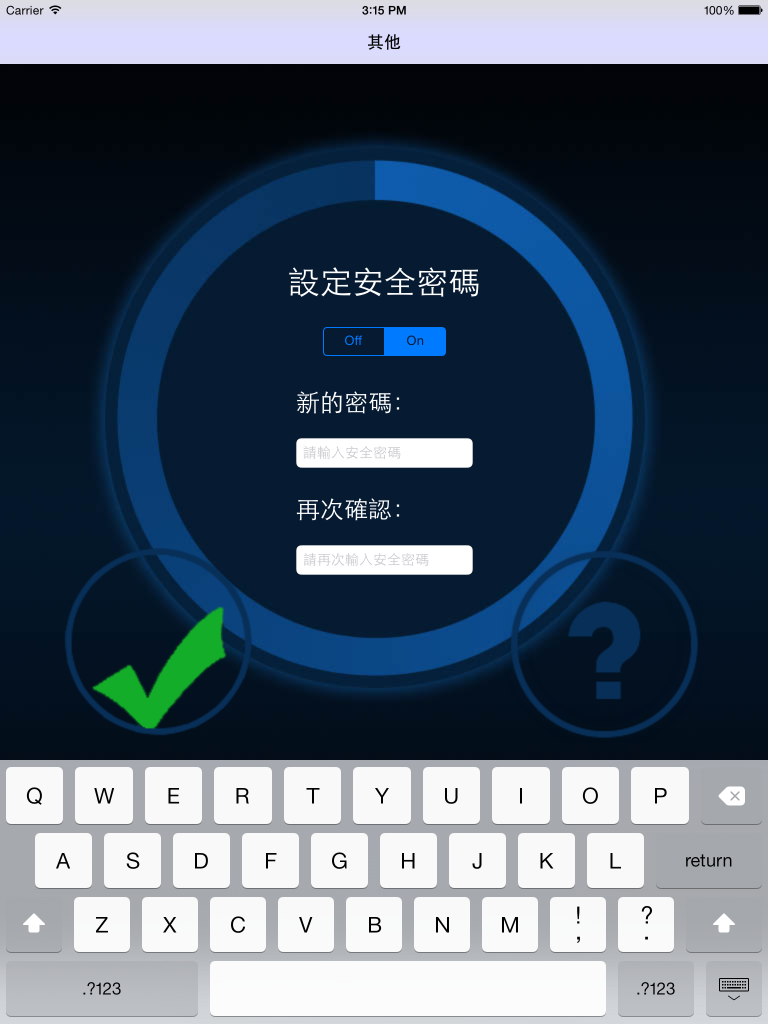 Carrier 3:15 PM 100%
其他
設定安全密碼
Off On
新的密碼：
請輸入安全密碼
再次確認：
請再次輸入安全密碼
?
Q W E R T Y U I O P
A S D F G H J K L return
Z X C V B N M ! , ? .
.?123 .?123